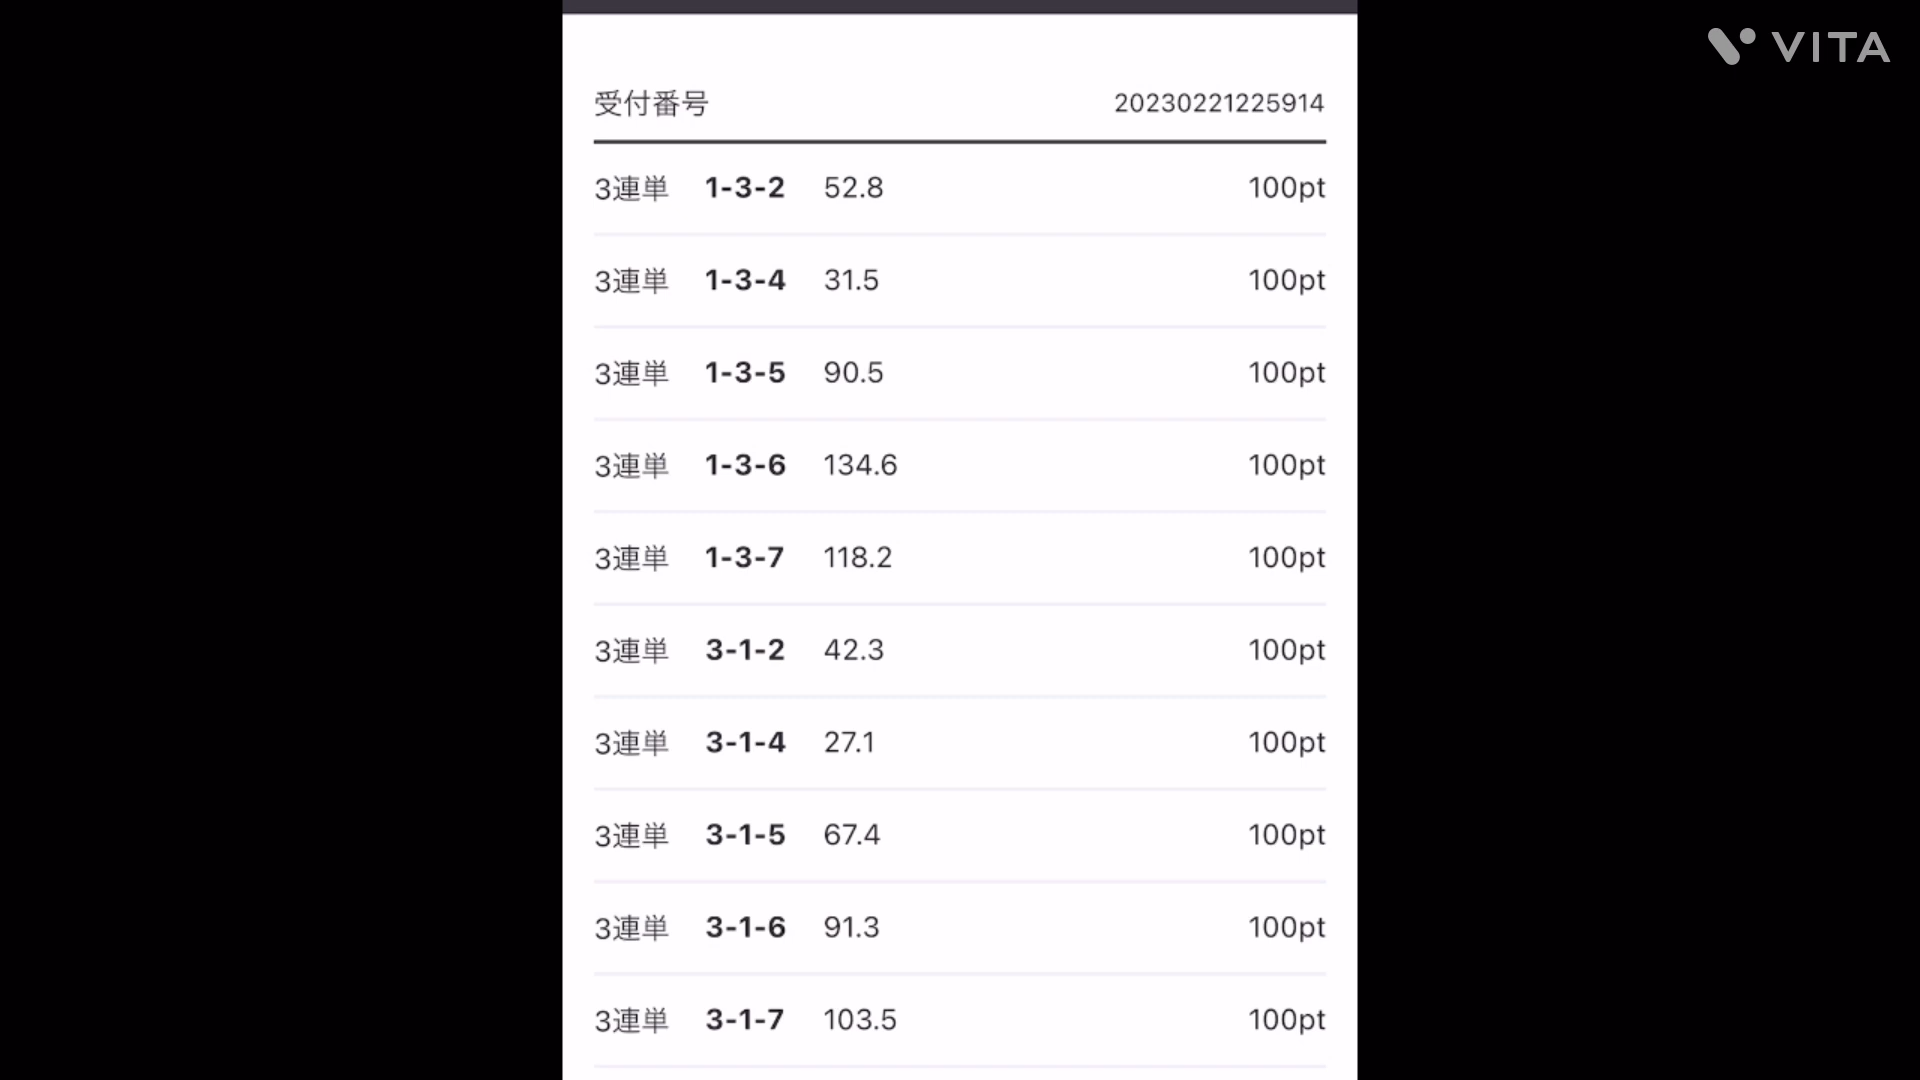 VITA
受付番号 20230221225914
3連単 1-3-2 52.8 100pt
3連単 1-3-4 31.5 100pt
3連単 1-3-5 90.5 100pt
3連単 1-3-6 134.6 100pt
3連単 1-3-7 118.2 100pt
3連単 3-1-2 42.3 100pt
3連単 3-1-4 27.1 100pt
3連単 3-1-5 67.4 100pt
3連単 3-1-6 91.3 100pt
3連単 3-1-7 103.5 100pt